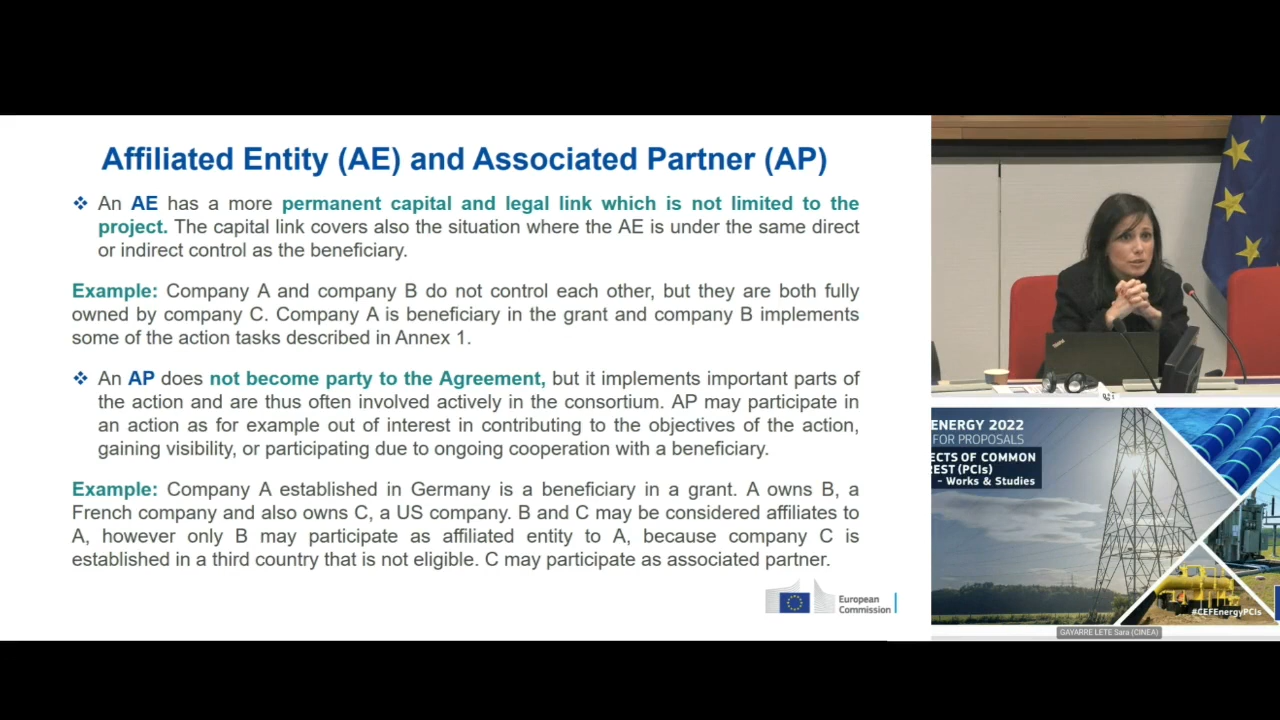 Affiliated Entity (AE) and Associated Partner (AP)
❖ An AE has a more permanent capital and legal link which is not limited to the
project. The capital link covers also the situation where the AE is under the same direct
or indirect control as the beneficiary.
Example: Company A and company B do not control each other, but they are both fully
owned by company C. Company A is beneficiary in the grant and company B implements
some of the action tasks described in Annex 1.
❖ An AP does not become party to the Agreement, but it implements important parts of
the action and are thus often involved actively in the consortium. AP may participate in
an action as for example out of interest in contributing to the objectives of the action,
gaining visibility, or participating due to ongoing cooperation with a beneficiary.
Example: Company A established in Germany is a beneficiary in a grant. A owns B, a
French company and also owns C, a US company. B and C may be considered affiliates to
A, however only B may participate as affiliated entity to A, because company C is
established in a third country that is not eligible. C may participate as associated partner.
European
Commission
ENERGY 2022
FOR PROPOSALS
ECTS OF COMMON
REST (PCIs)
- Works & Studies
#CEFEnergyPCIs
GAYARRE LETE Sara (CINEA)